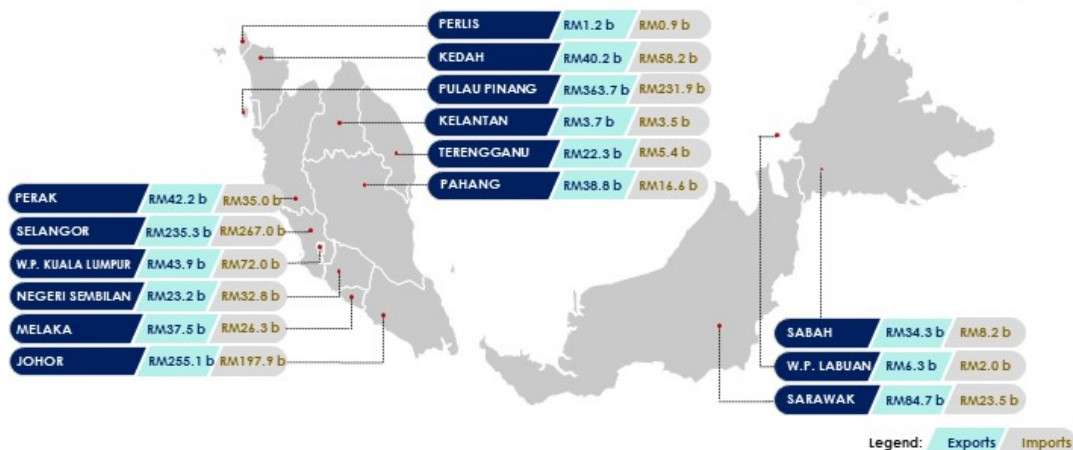 PERLIS RM1.2 b RM0.9 b
KEDAH RM40.2 b RM58.2 b
PULAU PINANG RM363.7 b RM231.9 b
KELANTAN RM3.7 b RM3.5 b
TERENGGANU RM22.3 b RM5.4 b
PAHANG RM38.8 b RM16.6 b
PERAK RM42.2 b RM35.0 b
SELANGOR RM235.3 b RM267.0 b
W.P. KUALA LUMPUR RM43.9 b RM72.0 b
NEGERI SEMBILAN RM23.2 b RM32.8 b
MELAKA RM37.5 b RM26.3 b
JOHOR RM255.1 b RM197.9 b
SABAH RM34.3 b RM8.2 b
W.P. LABUAN RM6.3 b RM2.0 b
SARAWAK RM84.7 b RM23.5 b
Legend: Exports Imports